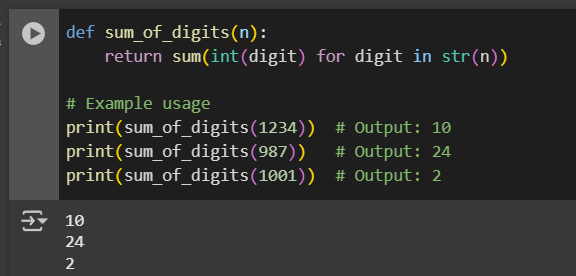 def sum_of_digits(n):
    return sum(int(digit) for digit in str(n))

# Example usage
print(sum_of_digits(1234))  # Output: 10
print(sum_of_digits(987))   # Output: 24
print(sum_of_digits(1001))  # Output: 2
10
24
2